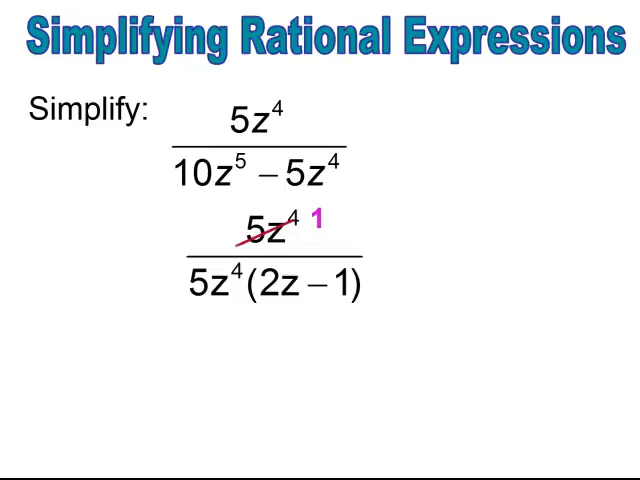 Simplifying Rational Expressions
Simplify:
5z⁴
10z⁵ – 5z⁴
5z⁴ 1
5z⁴(2z – 1)